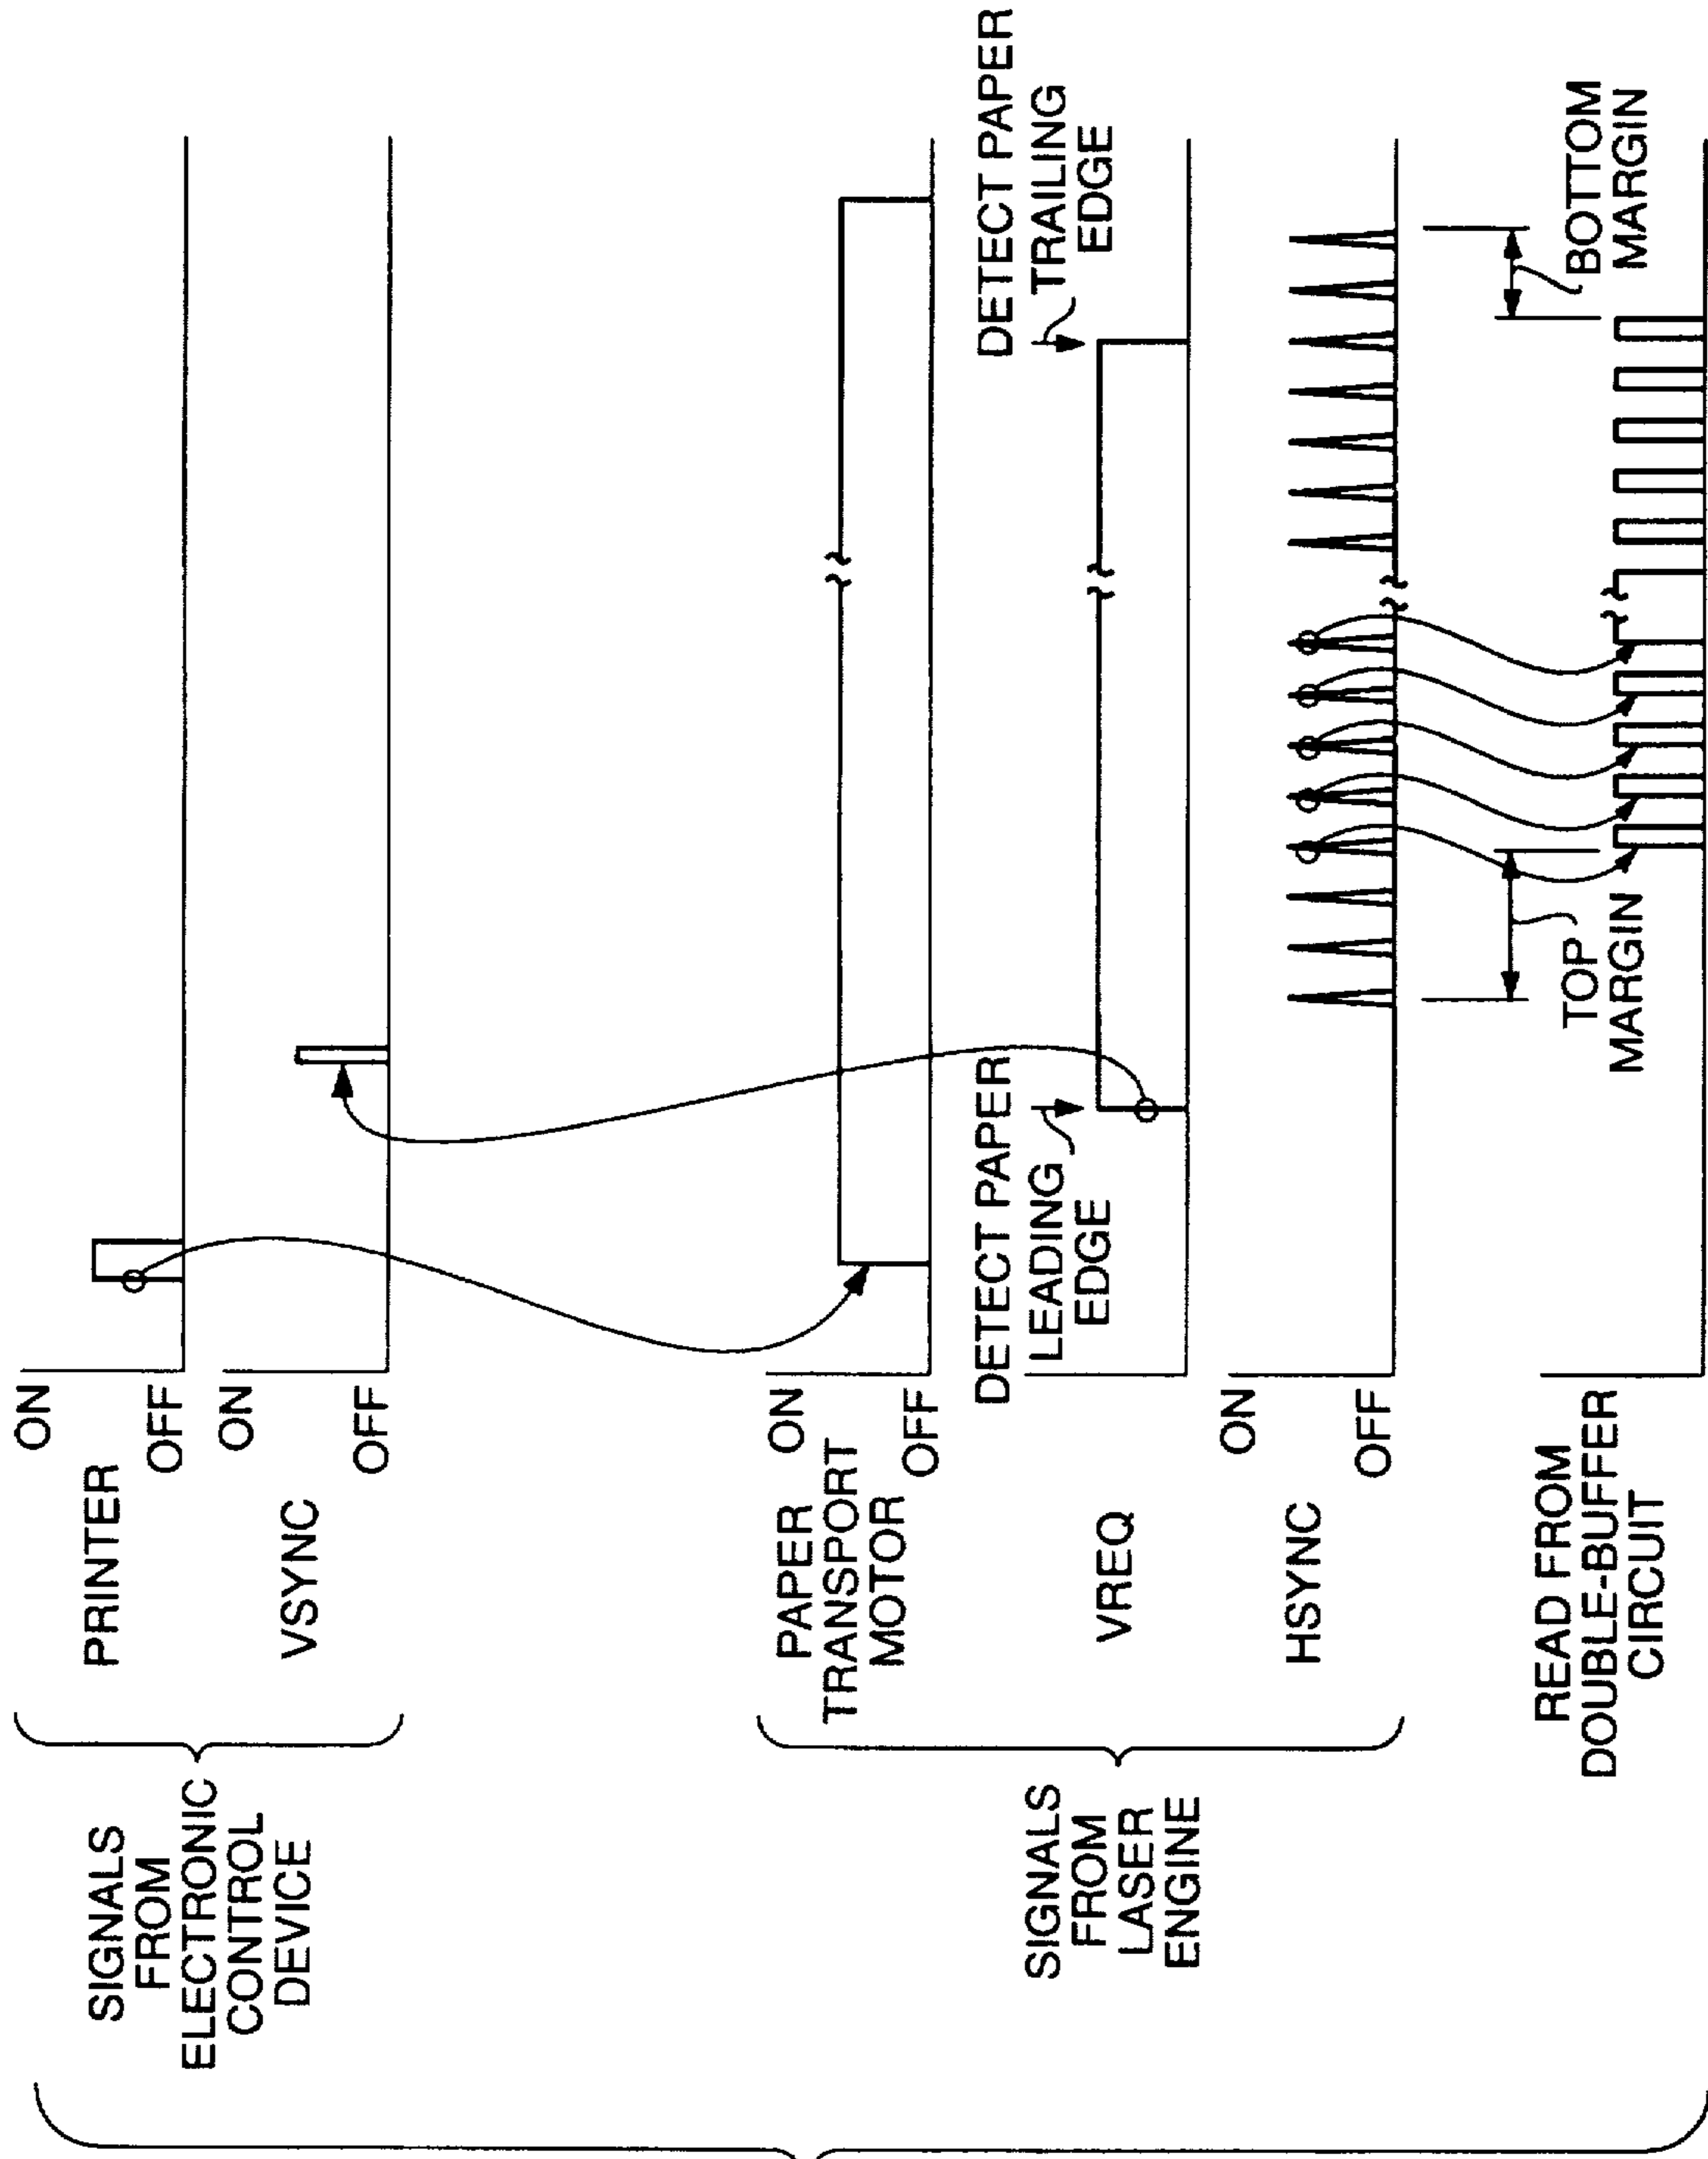 SIGNALS
FROM
ELECTRONIC
CONTROL
DEVICE
PRINTER
ON
OFF
VSYNC
ON
OFF
SIGNALS
FROM
LASER
ENGINE
PAPER
TRANSPORT
MOTOR
ON
OFF
VREQ
DETECT PAPER
LEADING
EDGE
DETECT PAPER
TRAILING
EDGE
HSYNC
ON
OFF
TOP
MARGIN
BOTTOM
MARGIN
READ FROM
DOUBLE-BUFFER
CIRCUIT